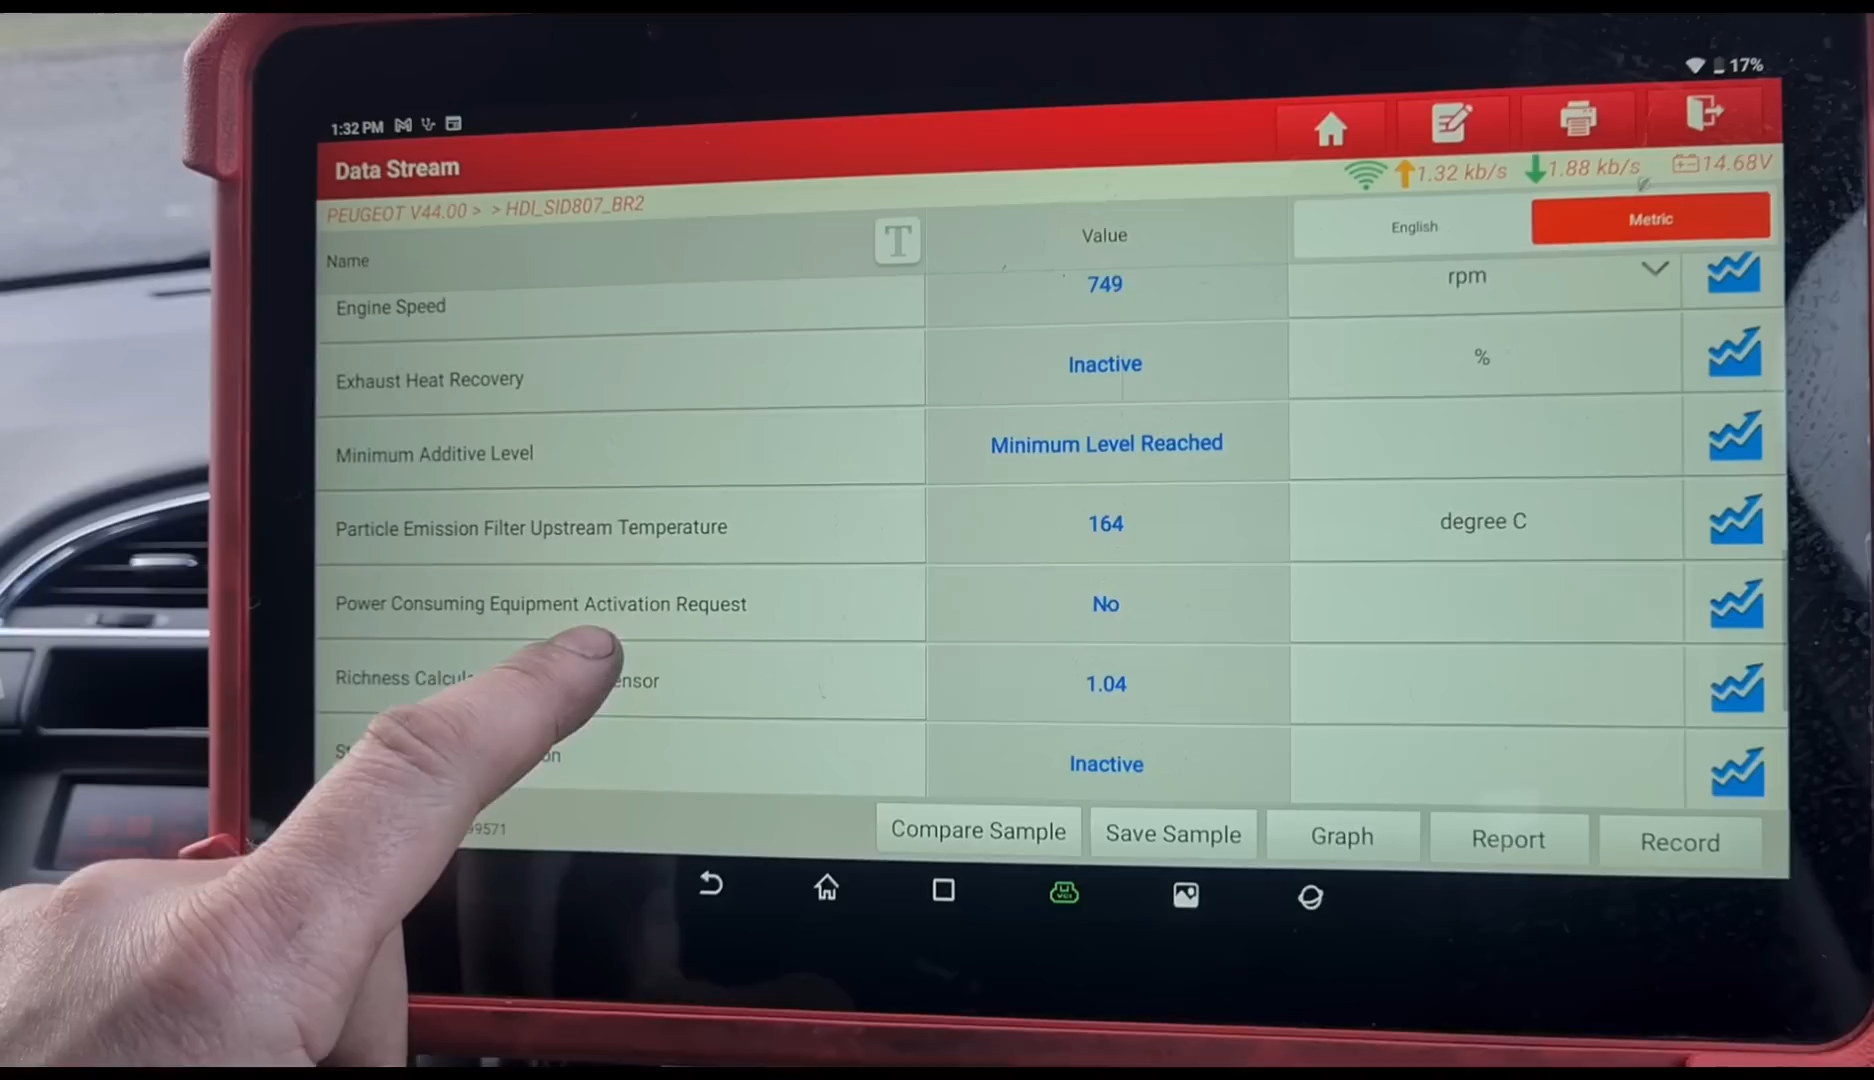 17%
1:32 PM
Data Stream
1.32 kb/s 1.88 kb/s 14.68V
PEUGEOT V44.00 > > HDI_SID807_BR2
Name T Value English Metric
Engine Speed 749 rpm
Exhaust Heat Recovery Inactive %
Minimum Additive Level Minimum Level Reached
Particle Emission Filter Upstream Temperature 164 degree C
Power Consuming Equipment Activation Request No
Richness 1.04
Inactive
99571 Compare Sample Save Sample Graph Report Record
VCI